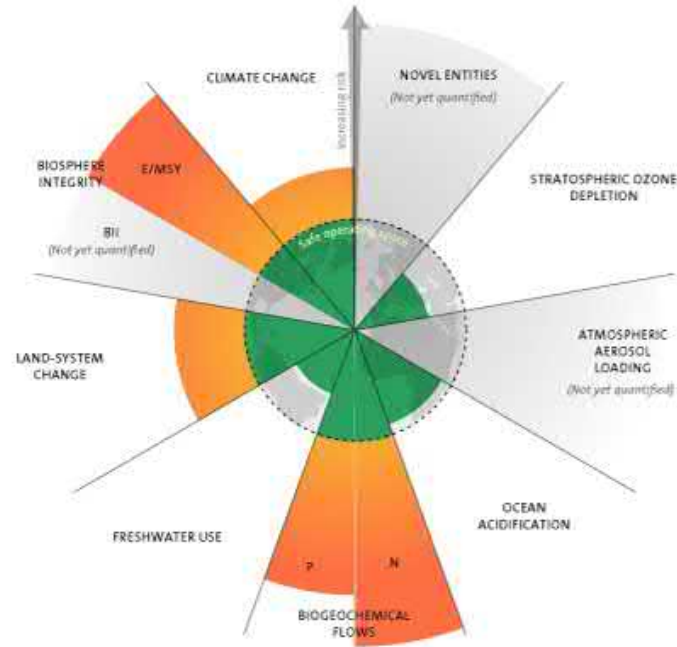 CLIMATE CHANGE
Increasing risk
NOVEL ENTITIES
(Not yet quantified)
STRATOSPHERIC OZONE
DEPLETION
BIOSPHERE
INTEGRITY
E/MSY
BII
(Not yet quantified)
Safe operating space
ATMOSPHERIC
AEROSOL
LOADING
(Not yet quantified)
LAND-SYSTEM
CHANGE
OCEAN
ACIDIFICATION
FRESHWATER USE
P
N
BIOGEOCHEMICAL
FLOWS